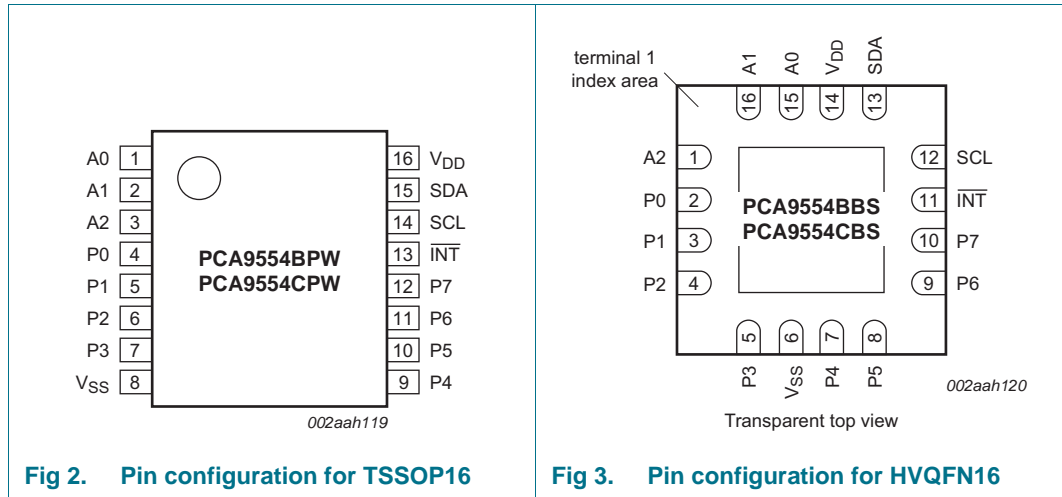 A0 1
A1 2
A2 3
P0 4
P1 5
P2 6
P3 7
VSS 8
16 VDD
15 SDA
14 SCL
13 INT
12 P7
11 P6
10 P5
9 P4
PCA9554BPW
PCA9554CPW
002aah119
Fig 2. Pin configuration for TSSOP16
terminal 1
index area
A1 A0 VDD SDA
16 15 14 13
A2 1
P0 2
P1 3
P2 4
12 SCL
11 INT
10 P7
9 P6
PCA9554BBS
PCA9554CBS
5 6 7 8
P3 VSS P4 P5
002aah120
Transparent top view
Fig 3. Pin configuration for HVQFN16